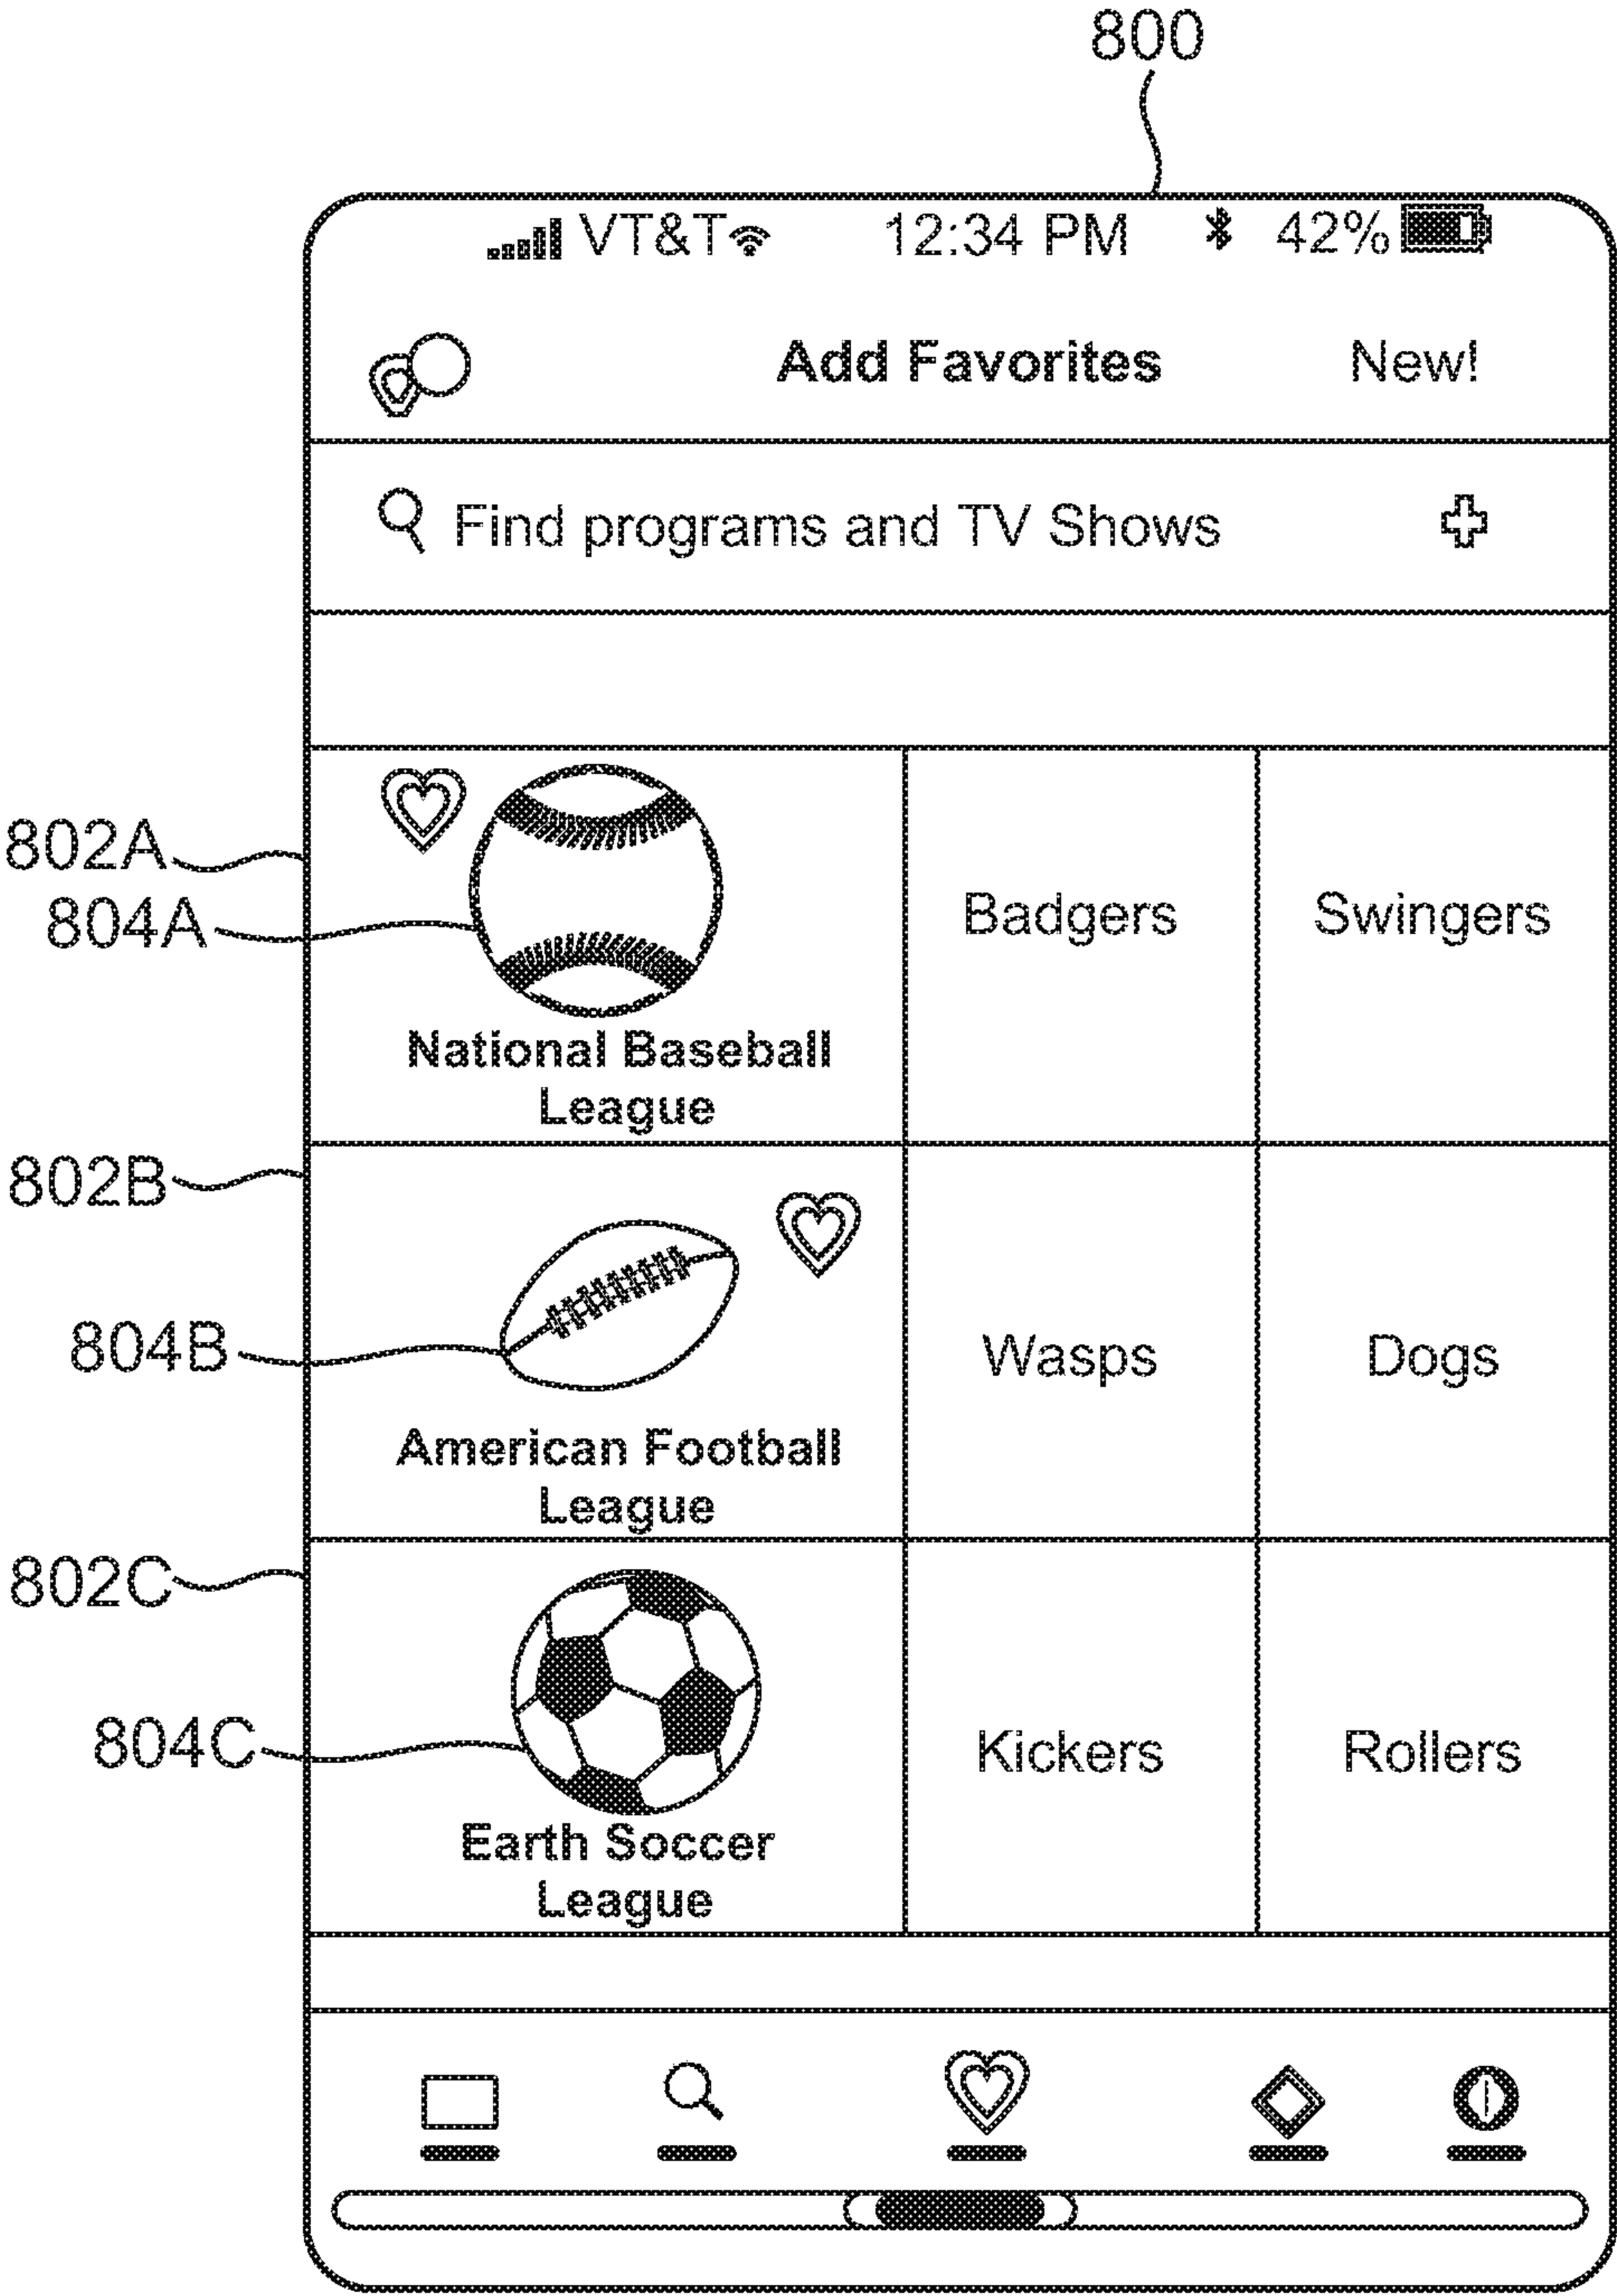 800
VT&T 12:34 PM 42%
Add Favorites New!
Find programs and TV Shows
802A
804A
Badgers Swingers
National Baseball
League
802B
804B
Wasps Dogs
American Football
League
802C
804C
Kickers Rollers
Earth Soccer
League